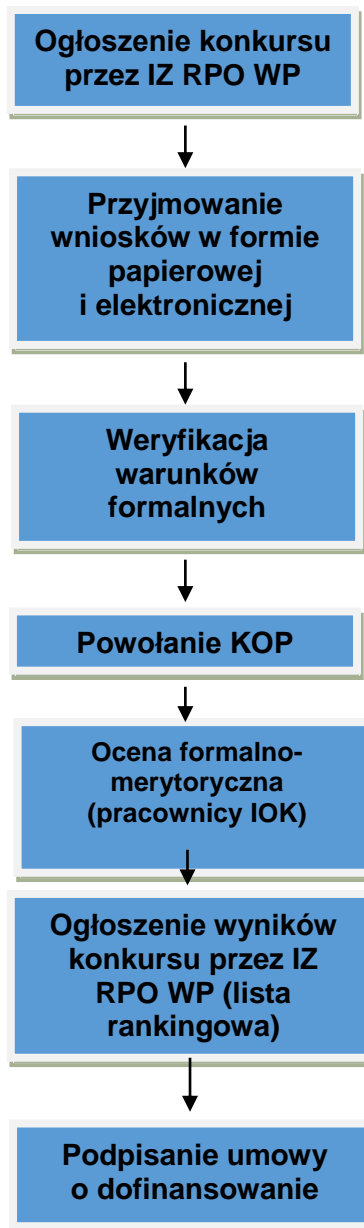 Ogłoszenie konkursu
przez IZ RPO WP
Przyjmowanie
wniosków w formie
papierowej
i elektronicznej
Weryfikacja
warunków
formalnych
Powołanie KOP
Ocena formalno-
merytoryczna
(pracownicy IOK)
Ogłoszenie wyników
konkursu przez IZ
RPO WP (lista
rankingowa)
Podpisanie umowy
o dofinansowanie